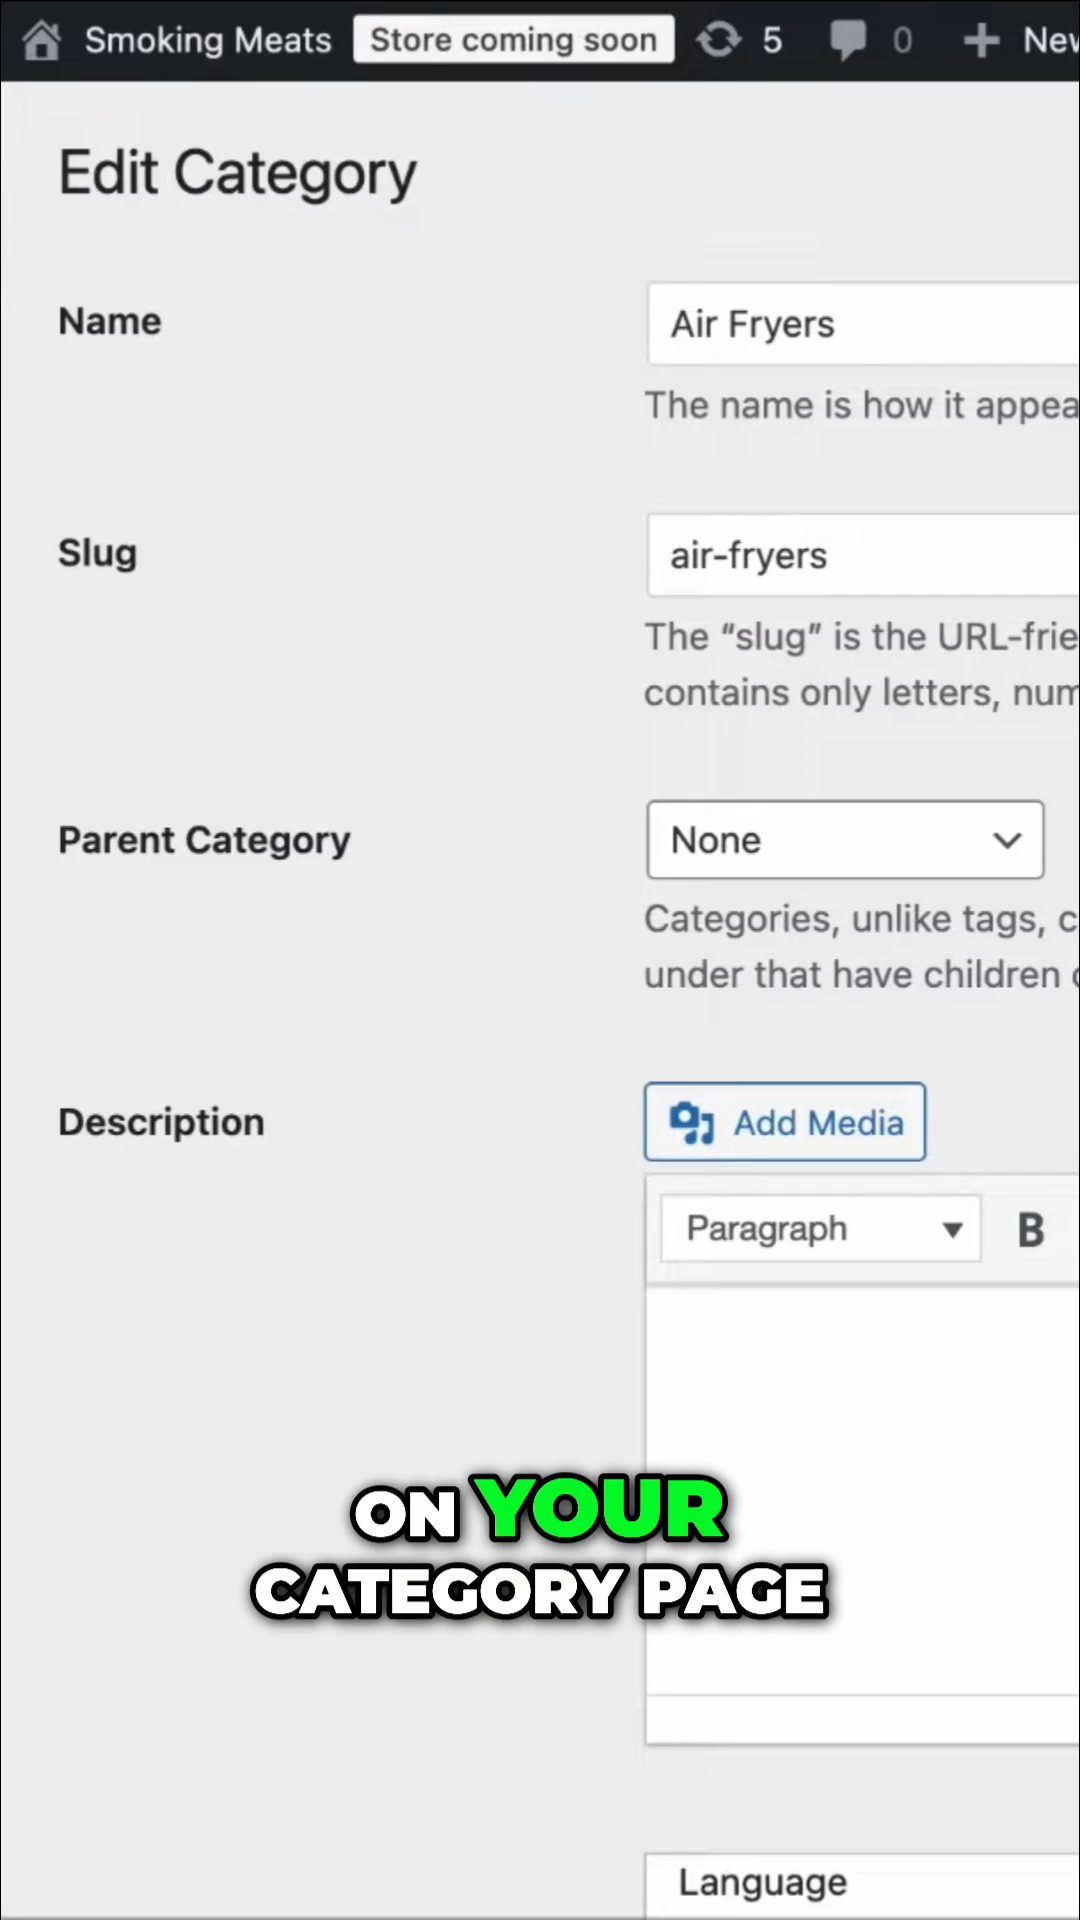 Smoking Meats Store coming soon 5 0 + New
Edit Category
Name
Air Fryers
The name is how it appea
Slug
air-fryers
The “slug” is the URL-frie
contains only letters, num
Parent Category
None
Categories, unlike tags, c
under that have children
Description
Add Media
Paragraph B
ON YOUR
CATEGORY PAGE
Language